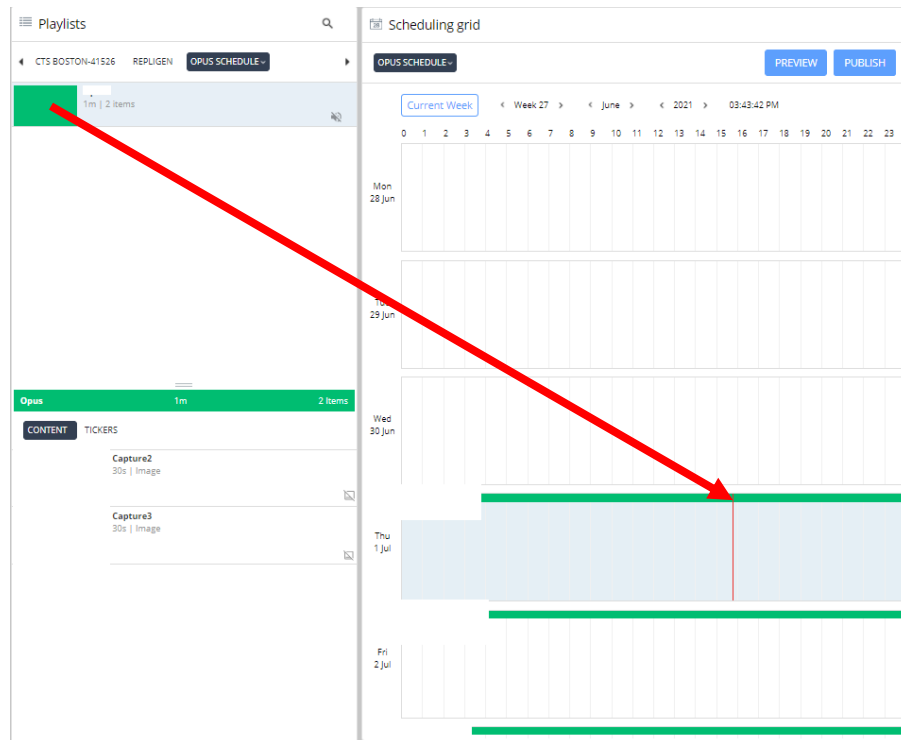 Playlists
CTS BOSTON-41526 REPLIGEN OPUS SCHEDULE
1m | 2 items
Opus 1m 2 Items
CONTENT TICKERS
Capture2
30s | Image
Capture3
30s | Image
Scheduling grid
OPUS SCHEDULE
PREVIEW PUBLISH
Current Week Week 27 June 2021 03:43:42 PM
0 1 2 3 4 5 6 7 8 9 10 11 12 13 14 15 16 17 18 19 20 21 22 23
Mon
28 Jun
29 Jun
Wed
30 Jun
Thu
1 Jul
Fri
2 Jul